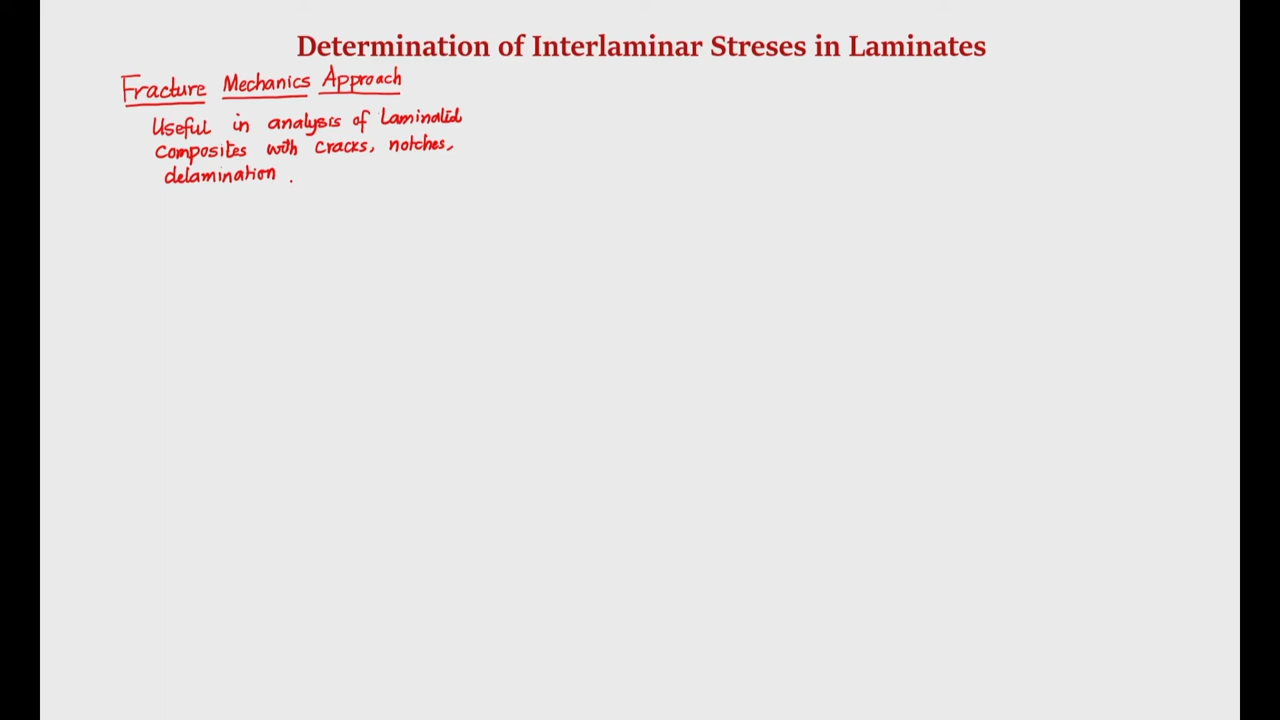 Determination of Interlaminar Streses in Laminates
Fracture Mechanics Approach
Useful in analysis of Laminated
composites with cracks, notches,
delamination .